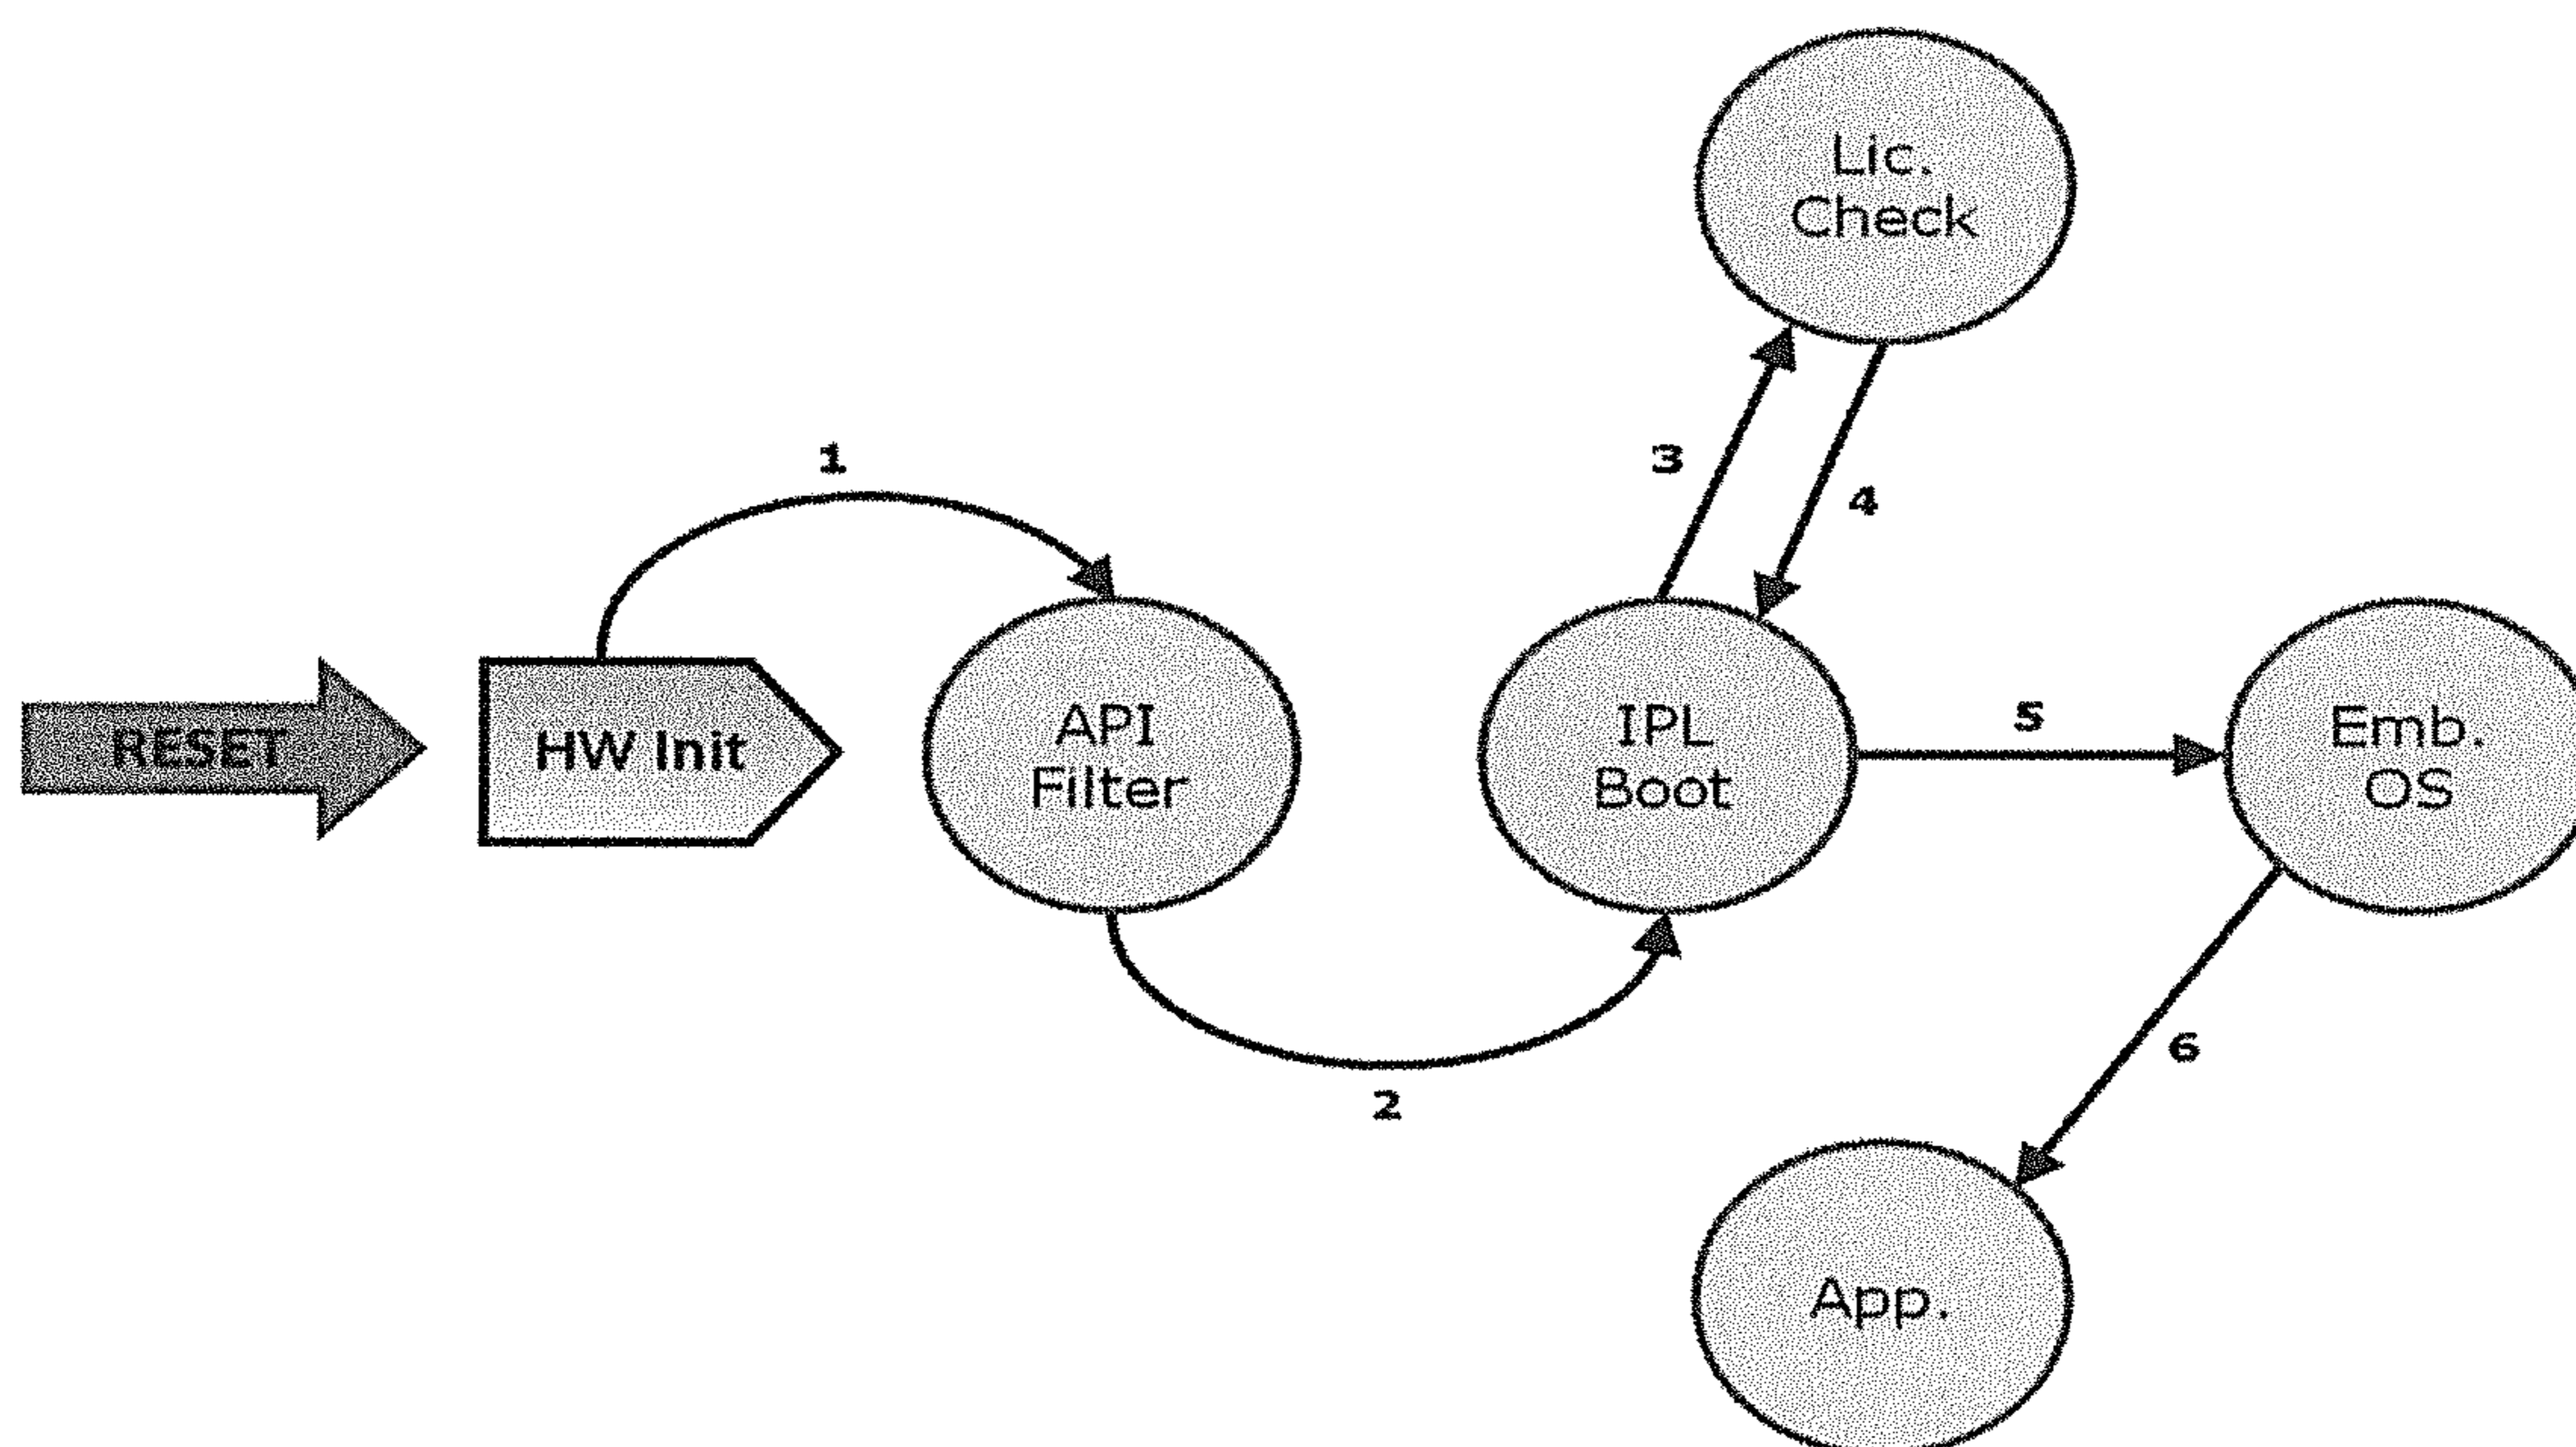 Lic.
Check
1
3
4
RESET
HW Init
API
Filter
IPL
Boot
5
Emb.
OS
2
6
App.